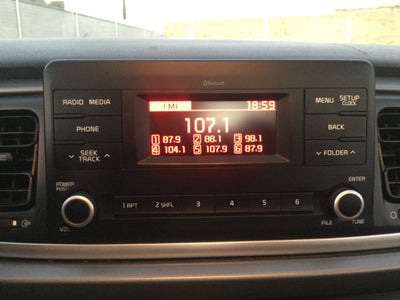 Bluetooth
FM1 18:59
RADIO MEDIA
MENU SETUP
CLOCK
107.1
PHONE
BACK
1 87.9 2 88.1 3 98.1
4 104.1 5 107.9 6 87.9
SEEK
TRACK
FOLDER
POWER
PUSH
ENTER
1 RPT 2 SHFL 3 4 5 6
VOL
FILE TUNE